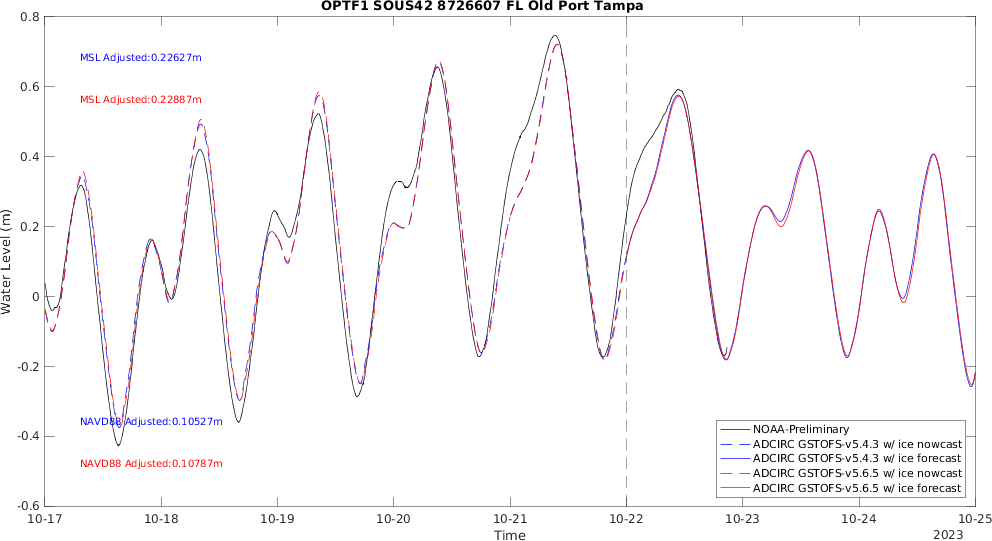 OPTF1 SOUS42 8726607 FL Old Port Tampa
0.8
MSL Adjusted:0.22627m
0.6
MSL Adjusted:0.22887m
0.4
0.2
Water Level (m)
0
-0.2
NAVD88 Adjusted:0.10527m
-0.4
NAVD88 Adjusted:0.10787m
-0.6
NOAA-Preliminary
ADCIRC GSTOFS-v5.4.3 w/ ice nowcast
ADCIRC GSTOFS-v5.4.3 w/ ice forecast
ADCIRC GSTOFS-v5.6.5 w/ ice nowcast
ADCIRC GSTOFS-v5.6.5 w/ ice forecast
10-17 10-18 10-19 10-20 10-21 10-22 10-23 10-24 10-25
Time
2023